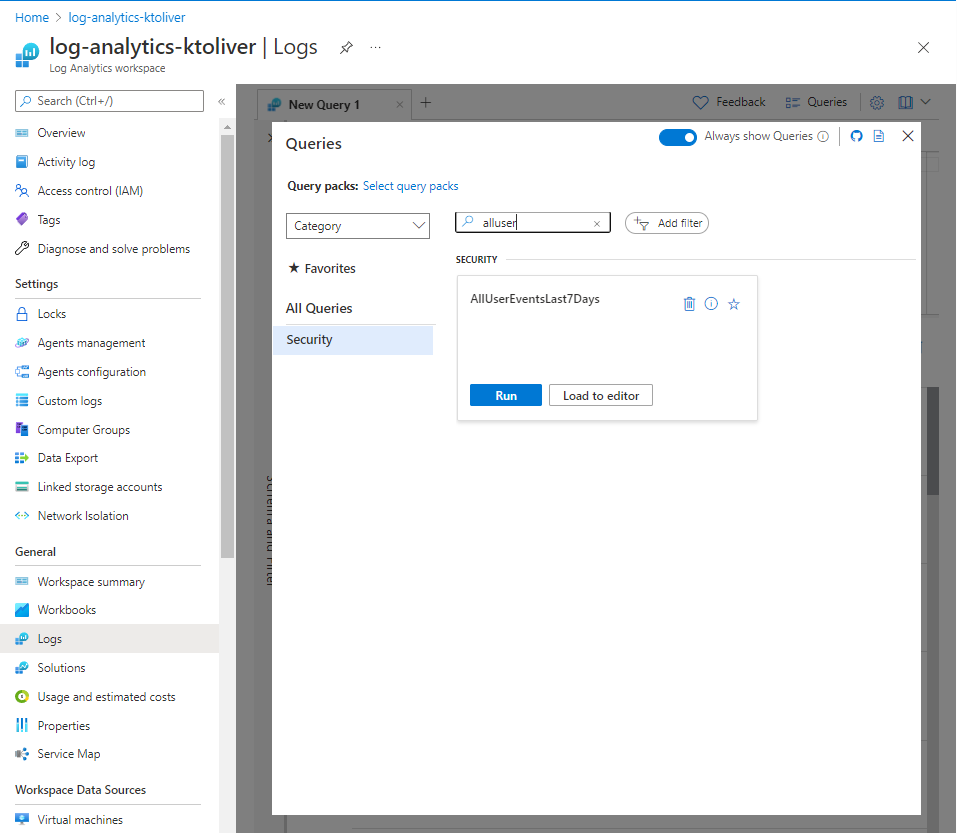 Home > log-analytics-ktoliver
log-analytics-ktoliver | Logs
Log Analytics workspace
Search (Ctrl+/)
Overview
Activity log
Access control (IAM)
Tags
Diagnose and solve problems
Settings
Locks
Agents management
Agents configuration
Custom logs
Computer Groups
Data Export
Linked storage accounts
Network Isolation
General
Workspace summary
Workbooks
Logs
Solutions
Usage and estimated costs
Properties
Service Map
Workspace Data Sources
Virtual machines
New Query 1
Feedback
Queries
Schema and Filter
Queries
Always show Queries
Query packs: Select query packs
Category
alluser
Add filter
Favorites
All Queries
Security
SECURITY
AllUserEventsLast7Days
Run
Load to editor